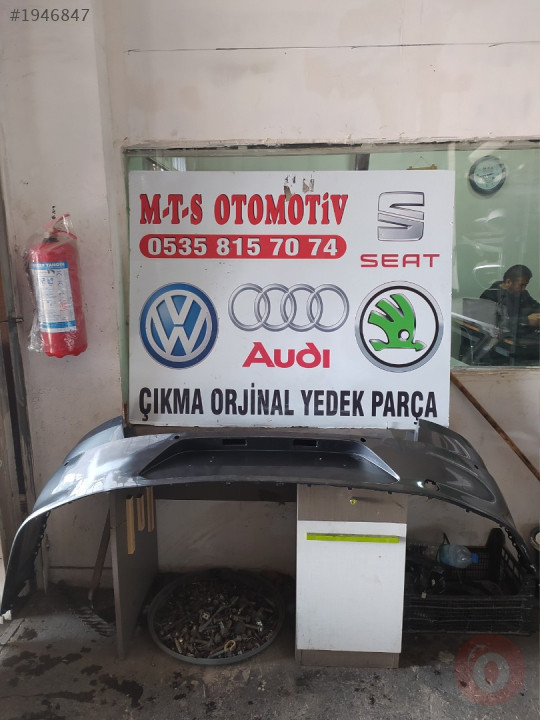 #1946847
M-T-S OTOMOTİV
0535 815 70 74
SEAT
Audi
ÇIKMA ORJİNAL YEDEK PARÇA